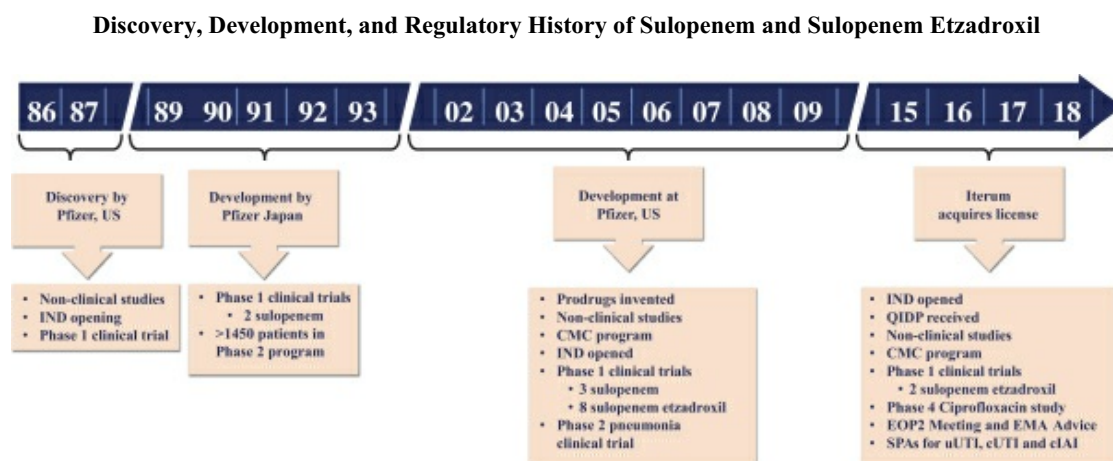 Discovery, Development, and Regulatory History of Sulopenem and Sulopenem Etzadroxil
86 87 89 90 91 92 93 02 03 04 05 06 07 08 09 15 16 17 18
Discovery by
Pfizer, US
• Non-clinical studies
• IND opening
• Phase 1 clinical trial
Development by
Pfizer Japan
• Phase 1 clinical trials
• 2 sulopenem
• >1450 patients in
Phase 2 program
Development at
Pfizer, US
• Prodrugs invented
• Non-clinical studies
• CMC program
• IND opened
• Phase 1 clinical trials
• 3 sulopenem
• 8 sulopenem etzadroxil
• Phase 2 pneumonia
clinical trial
Iterum
acquires license
• IND opened
• QIDP received
• Non-clinical studies
• CMC program
• Phase 1 clinical trials
• 2 sulopenem etzadroxil
• Phase 4 Ciprofloxacin study
• EOP2 Meeting and EMA Advice
• SPAs for uUTI, cUTI and cIAI